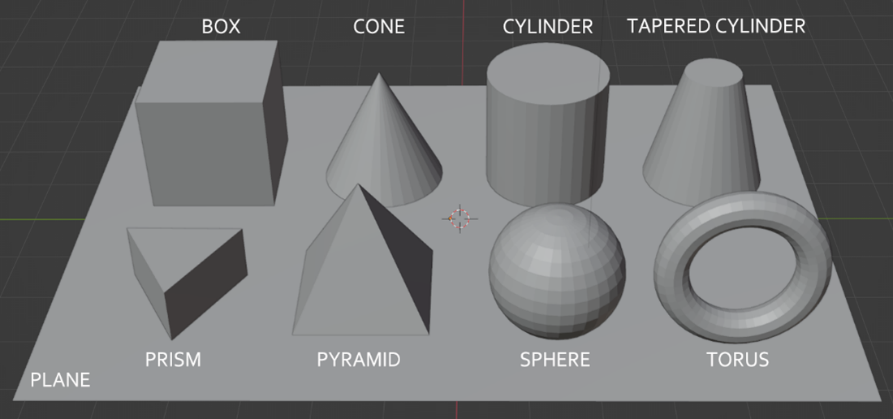 BOX
CONE
CYLINDER
TAPERED CYLINDER
PRISM
PYRAMID
SPHERE
TORUS
PLANE